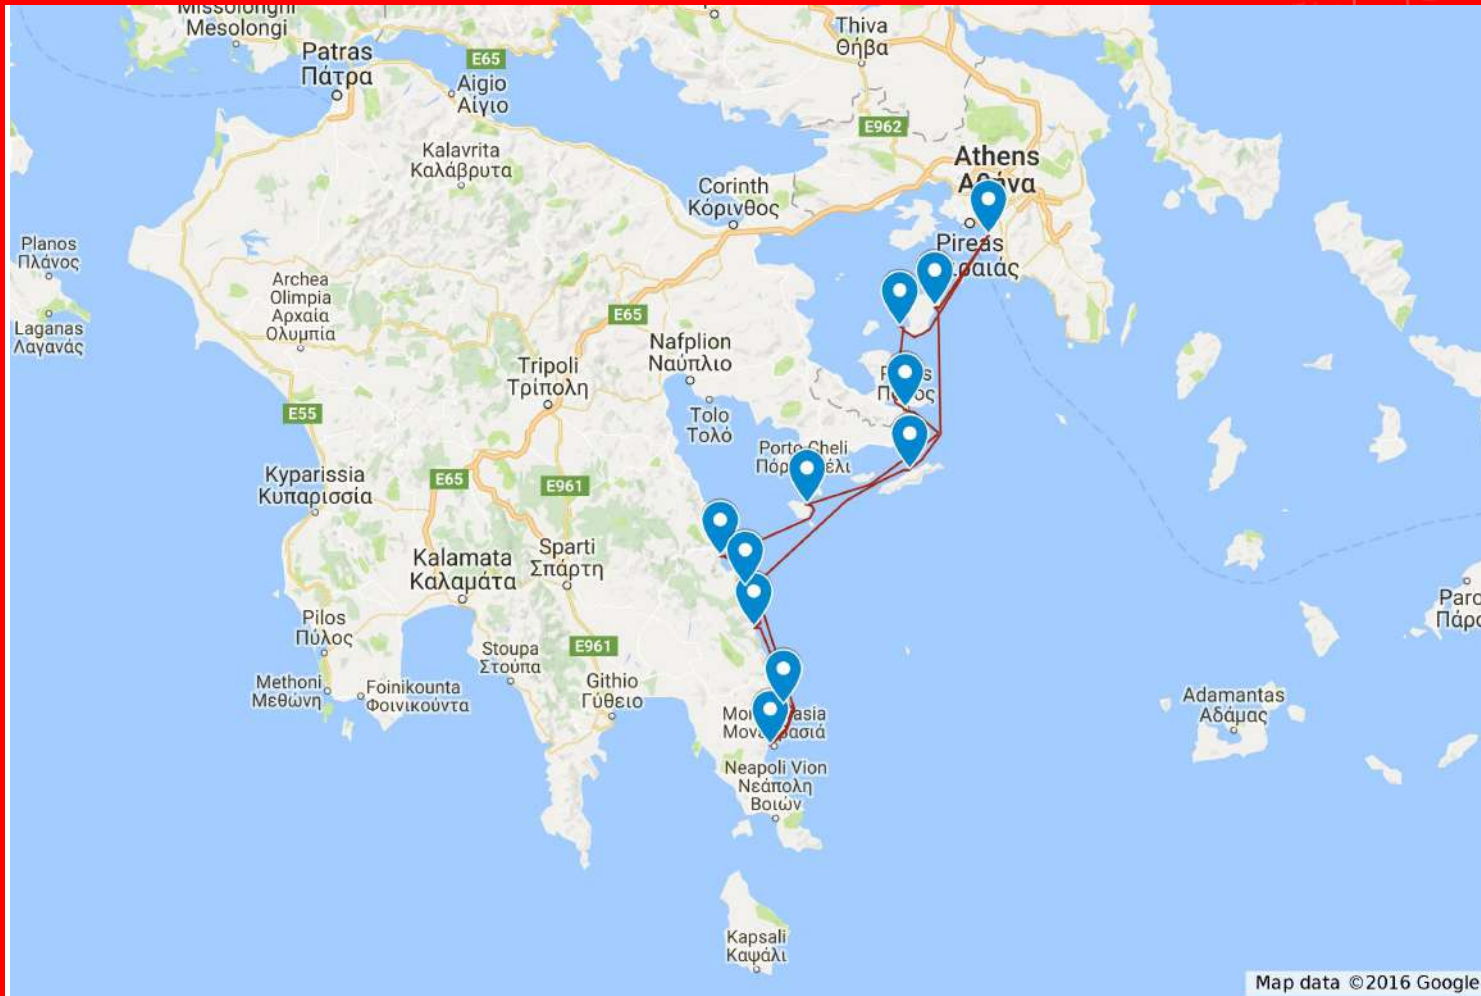 Missolonghi
Mesolongi
Patras
Πάτρα
E65
Aigio
Αίγιο
Thiva
Θήβα
E962
Kalavrita
Καλάβρυτα
Athens
Corinth
Κόρινθος
Pireas
Planos
Πλάνος
Archea
Olimpia
Αρχαία
Ολυμπία
Laganas
Λαγανάς
E65
Nafplion
Ναύπλιο
Tripoli
Τρίπολη
E55
Tolo
Τολό
Porto Cheli
Kyparissia
Κυπαρισσία
E65
E961
Kalamata
Καλαμάτα
Sparti
Σπάρτη
Pilos
Πύλος
E961
Stoupa
Στούπα
Methoni
Μεθώνη
Foinikounta
Φοινικούντα
Githio
Γύθειο
Adamantas
Αδάμας
Neapoli Vion
Νεάπολη
Βοιών
Kapsali
Καψάλι
Map data ©2016 Google